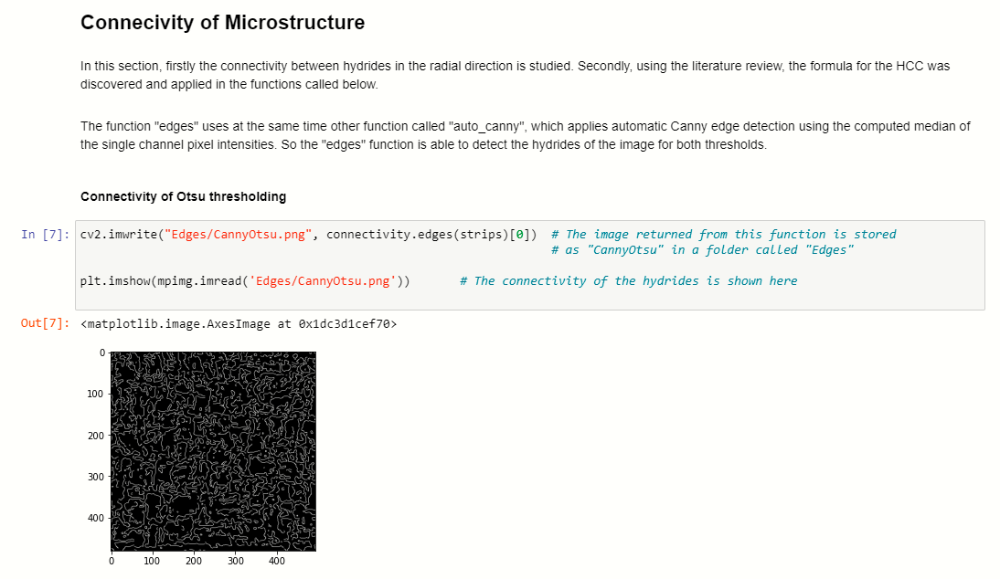 Connecivity of Microstructure
In this section, firstly the connectivity between hydrides in the radial direction is studied. Secondly, using the literature review, the formula for the HCC was
discovered and applied in the functions called below.
The function "edges" uses at the same time other function called "auto_canny", which applies automatic Canny edge detection using the computed median of
the single channel pixel intensities. So the "edges" function is able to detect the hydrides of the image for both thresholds.
Connectivity of Otsu thresholding
In [7]: cv2.imwrite("Edges/CannyOtsu.png", connectivity.edges(strips)[0])  # The image returned from this function is stored
# as "CannyOtsu" in a folder called "Edges"
plt.imshow(mpimg.imread('Edges/CannyOtsu.png'))  # The connectivity of the hydrides is shown here
Out[7]: <matplotlib.image.AxesImage at 0x1dc3d1cef70>
0
100
200
300
400
0 100 200 300 400